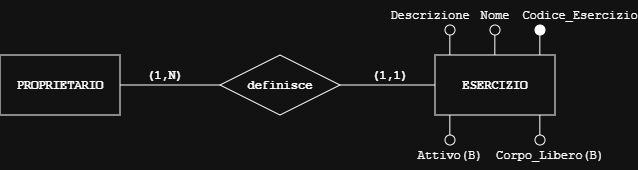 Descrizione Nome Codice_Esercizio
PROPRIETARIO (1,N) definisce (1,1) ESERCIZIO
Attivo(B) Corpo_Libero(B)